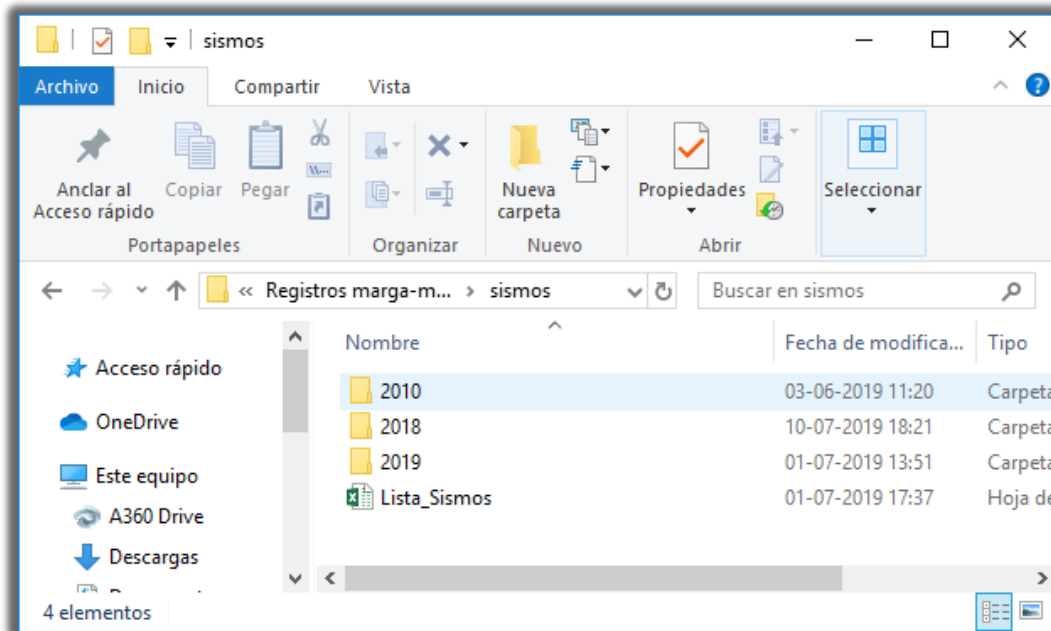 sismos
Archivo Inicio Compartir Vista
Anclar al Acceso rápido
Copiar
Pegar
Nueva carpeta
Propiedades
Seleccionar
Portapapeles Organizar Nuevo Abrir
« Registros marga-m... > sismos
Buscar en sismos
Nombre Fecha de modifica... Tipo
Acceso rápido
OneDrive
Este equipo
A360 Drive
Descargas
2010 03-06-2019 11:20 Carpeta
2018 10-07-2019 18:21 Carpeta
2019 01-07-2019 13:51 Carpeta
Lista_Sismos 01-07-2019 17:37 Hoja de
4 elementos